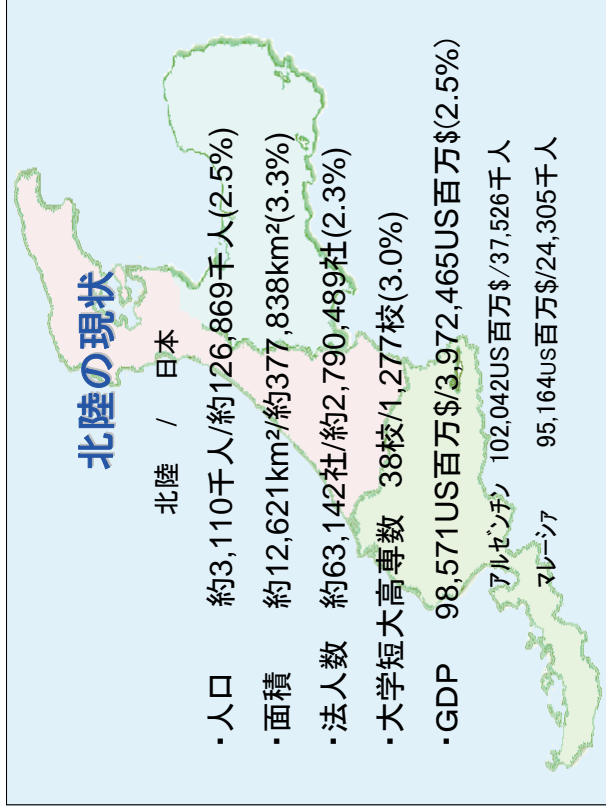 北陸の現状
北陸 / 日本
・人口 約3,110千人/約126,869千人(2.5%)
・面積 約12,621km²/約377,838km²(3.3%)
・法人数 約63,142社/約2,790,489社(2.3%)
・大学短大高専数 38校/1,277校(3.0%)
・GDP 98,571US百万$/3,972,465US百万$(2.5%)
アルゼンチン 102,042US百万$/37,526千人
マレーシア 95,164US百万$/24,305千人